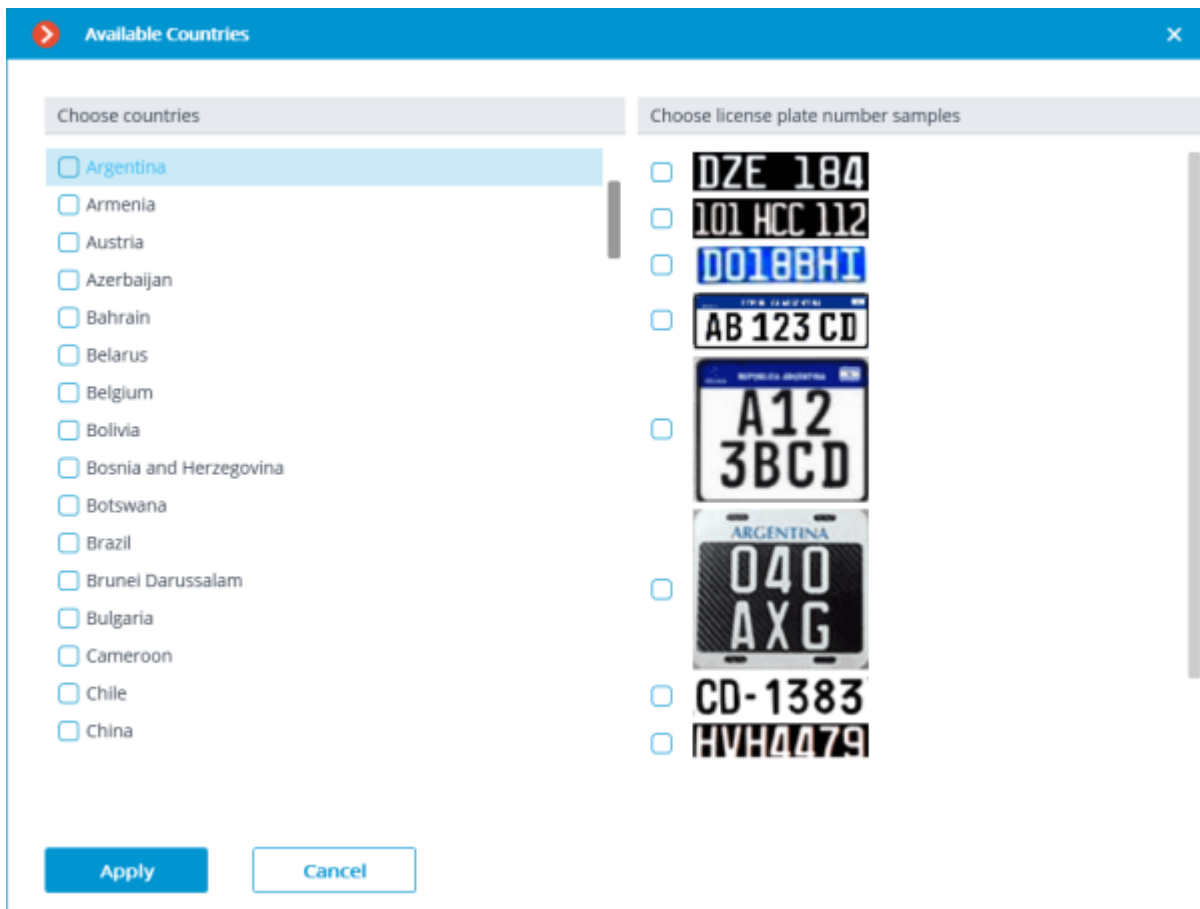 Available Countries
Choose countries
Argentina
Armenia
Austria
Azerbaijan
Bahrain
Belarus
Belgium
Bolivia
Bosnia and Herzegovina
Botswana
Brazil
Brunei Darussalam
Bulgaria
Cameroon
Chile
China
Choose license plate number samples
DZE 184
101 HCC 112
DO188HI
AB 123 CD
REPUBLICA ARGENTINA
A12
3BCD
ARGENTINA
040
AXG
CD-1383
HVH4479
Apply
Cancel